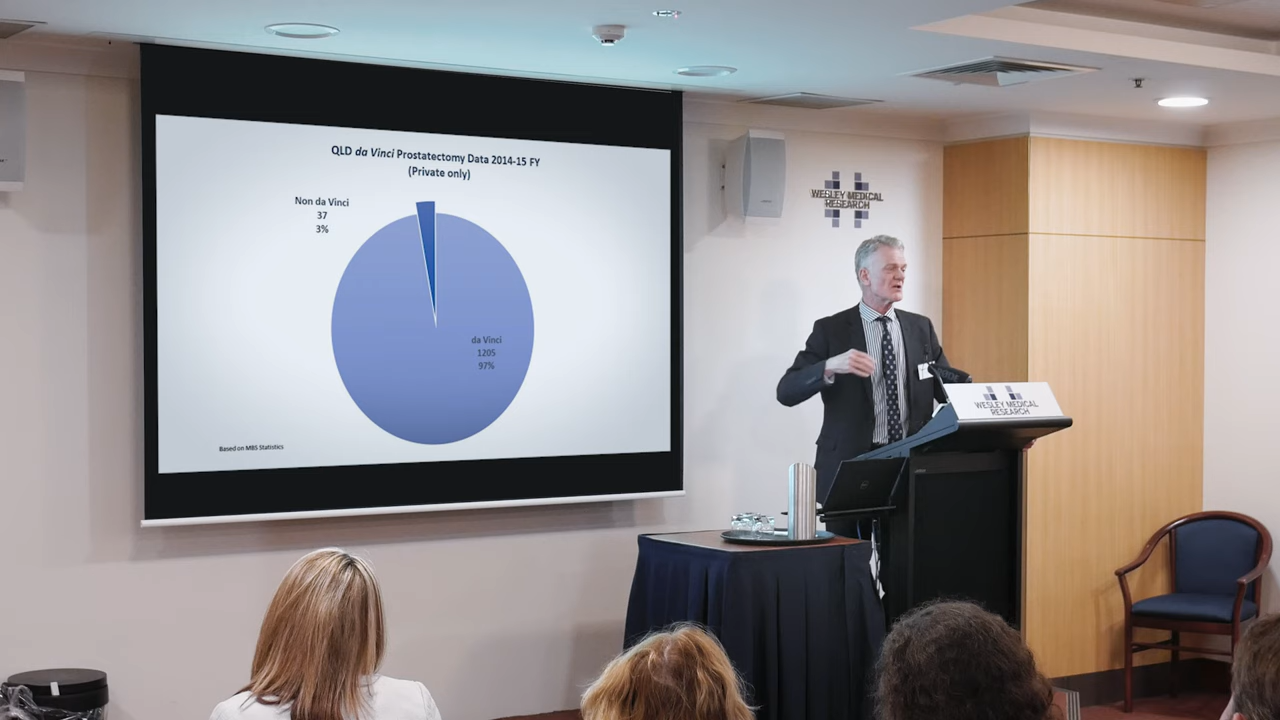 QLD da Vinci Prostatectomy Data 2014-15 FY
(Private only)
Non da Vinci
37
3%
da Vinci
1205
97%
Based on MBS Statistics
WESLEY MEDICAL
RESEARCH
WESLEY MEDICAL
RESEARCH